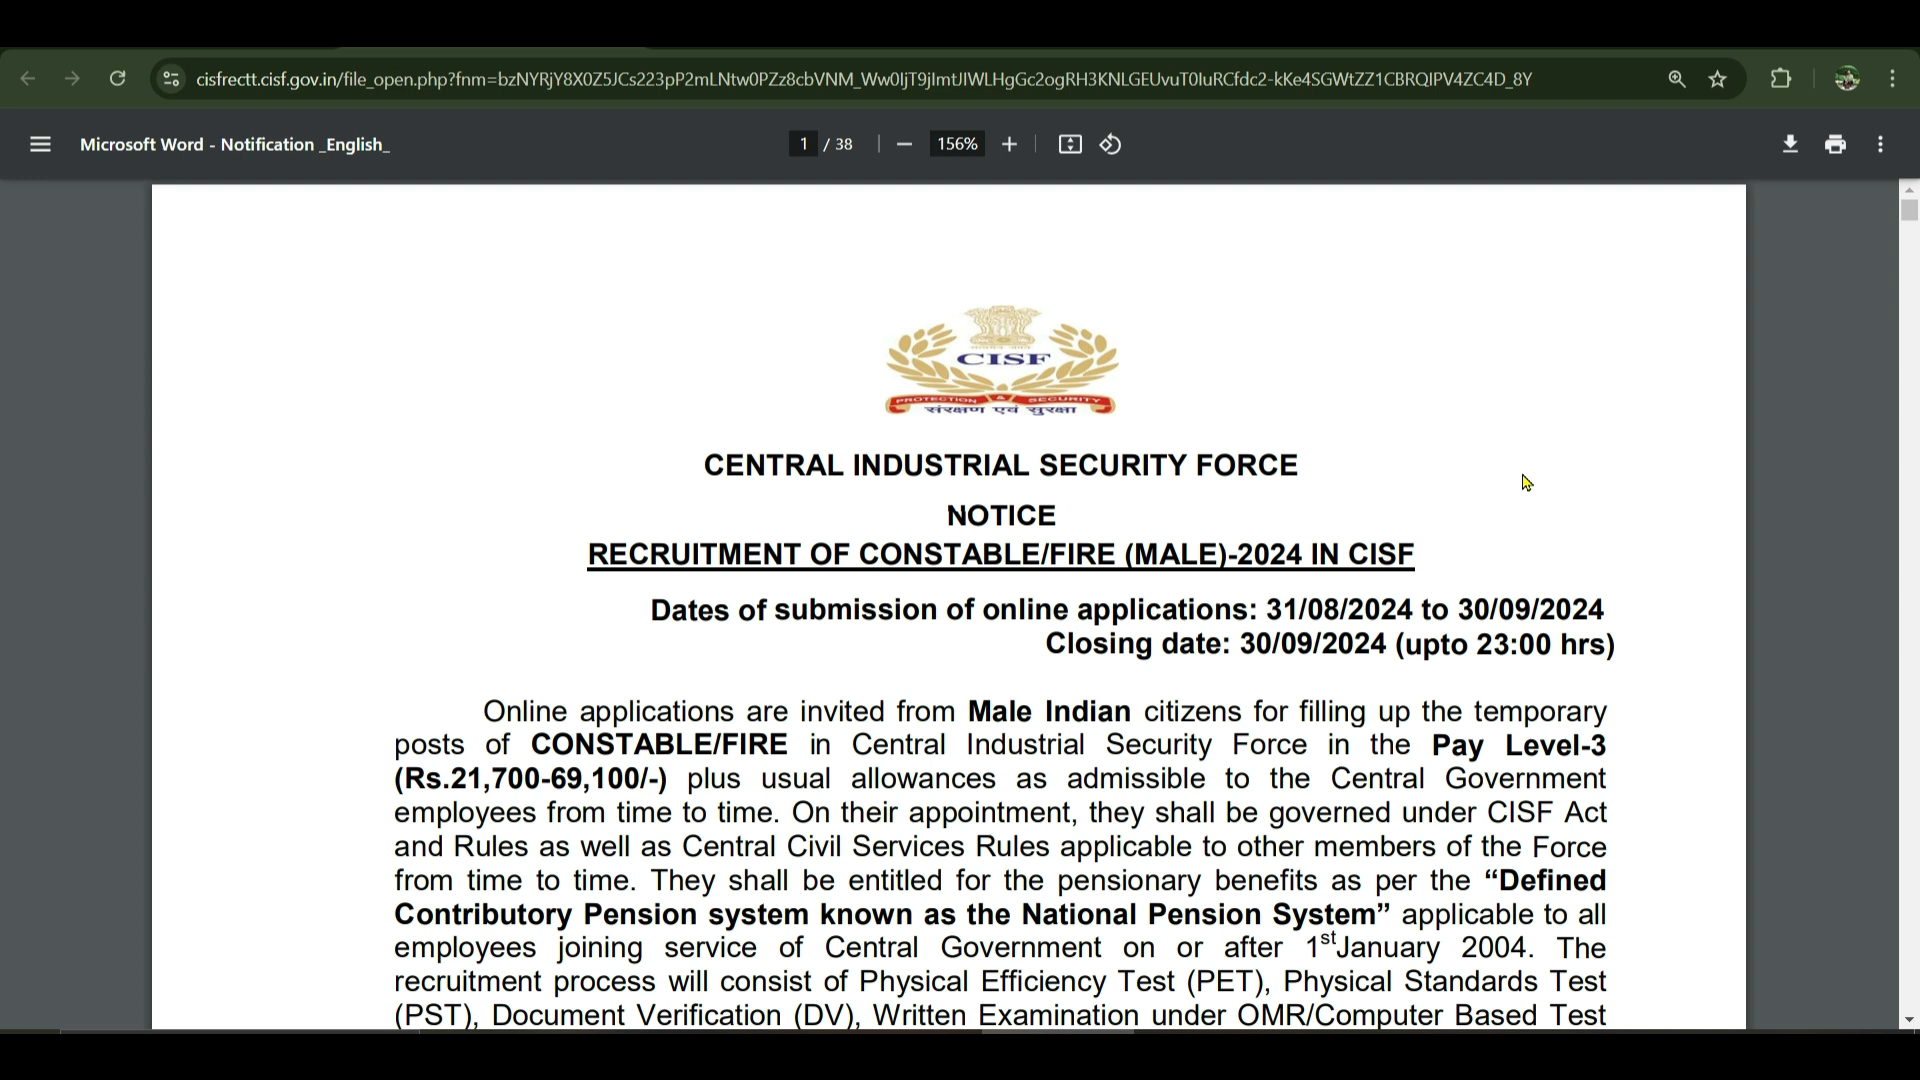 cisfrectt.cisf.gov.in/file_open.php?fnm=bzNYRjY8X0Z5JCs223pP2mLNtw0PZz8cbVNM_Ww0IjT9jImtJIWLHgGc2ogRH3KNLGEUvuT0IuRCfdc2-kKe4SGWtZZ1CBRQIPV4ZC4D_8Y
Microsoft Word - Notification _English_
1 / 38
156%
CISF
PROTECTION & SECURITY
संरक्षण एवं सुरक्षा
CENTRAL INDUSTRIAL SECURITY FORCE
NOTICE
RECRUITMENT OF CONSTABLE/FIRE (MALE)-2024 IN CISF
Dates of submission of online applications: 31/08/2024 to 30/09/2024
Closing date: 30/09/2024 (upto 23:00 hrs)
Online applications are invited from Male Indian citizens for filling up the temporary
posts of CONSTABLE/FIRE in Central Industrial Security Force in the Pay Level-3
(Rs.21,700-69,100/-) plus usual allowances as admissible to the Central Government
employees from time to time. On their appointment, they shall be governed under CISF Act
and Rules as well as Central Civil Services Rules applicable to other members of the Force
from time to time. They shall be entitled for the pensionary benefits as per the “Defined
Contributory Pension system known as the National Pension System” applicable to all
employees joining service of Central Government on or after 1stJanuary 2004. The
recruitment process will consist of Physical Efficiency Test (PET), Physical Standards Test
(PST), Document Verification (DV), Written Examination under OMR/Computer Based Test